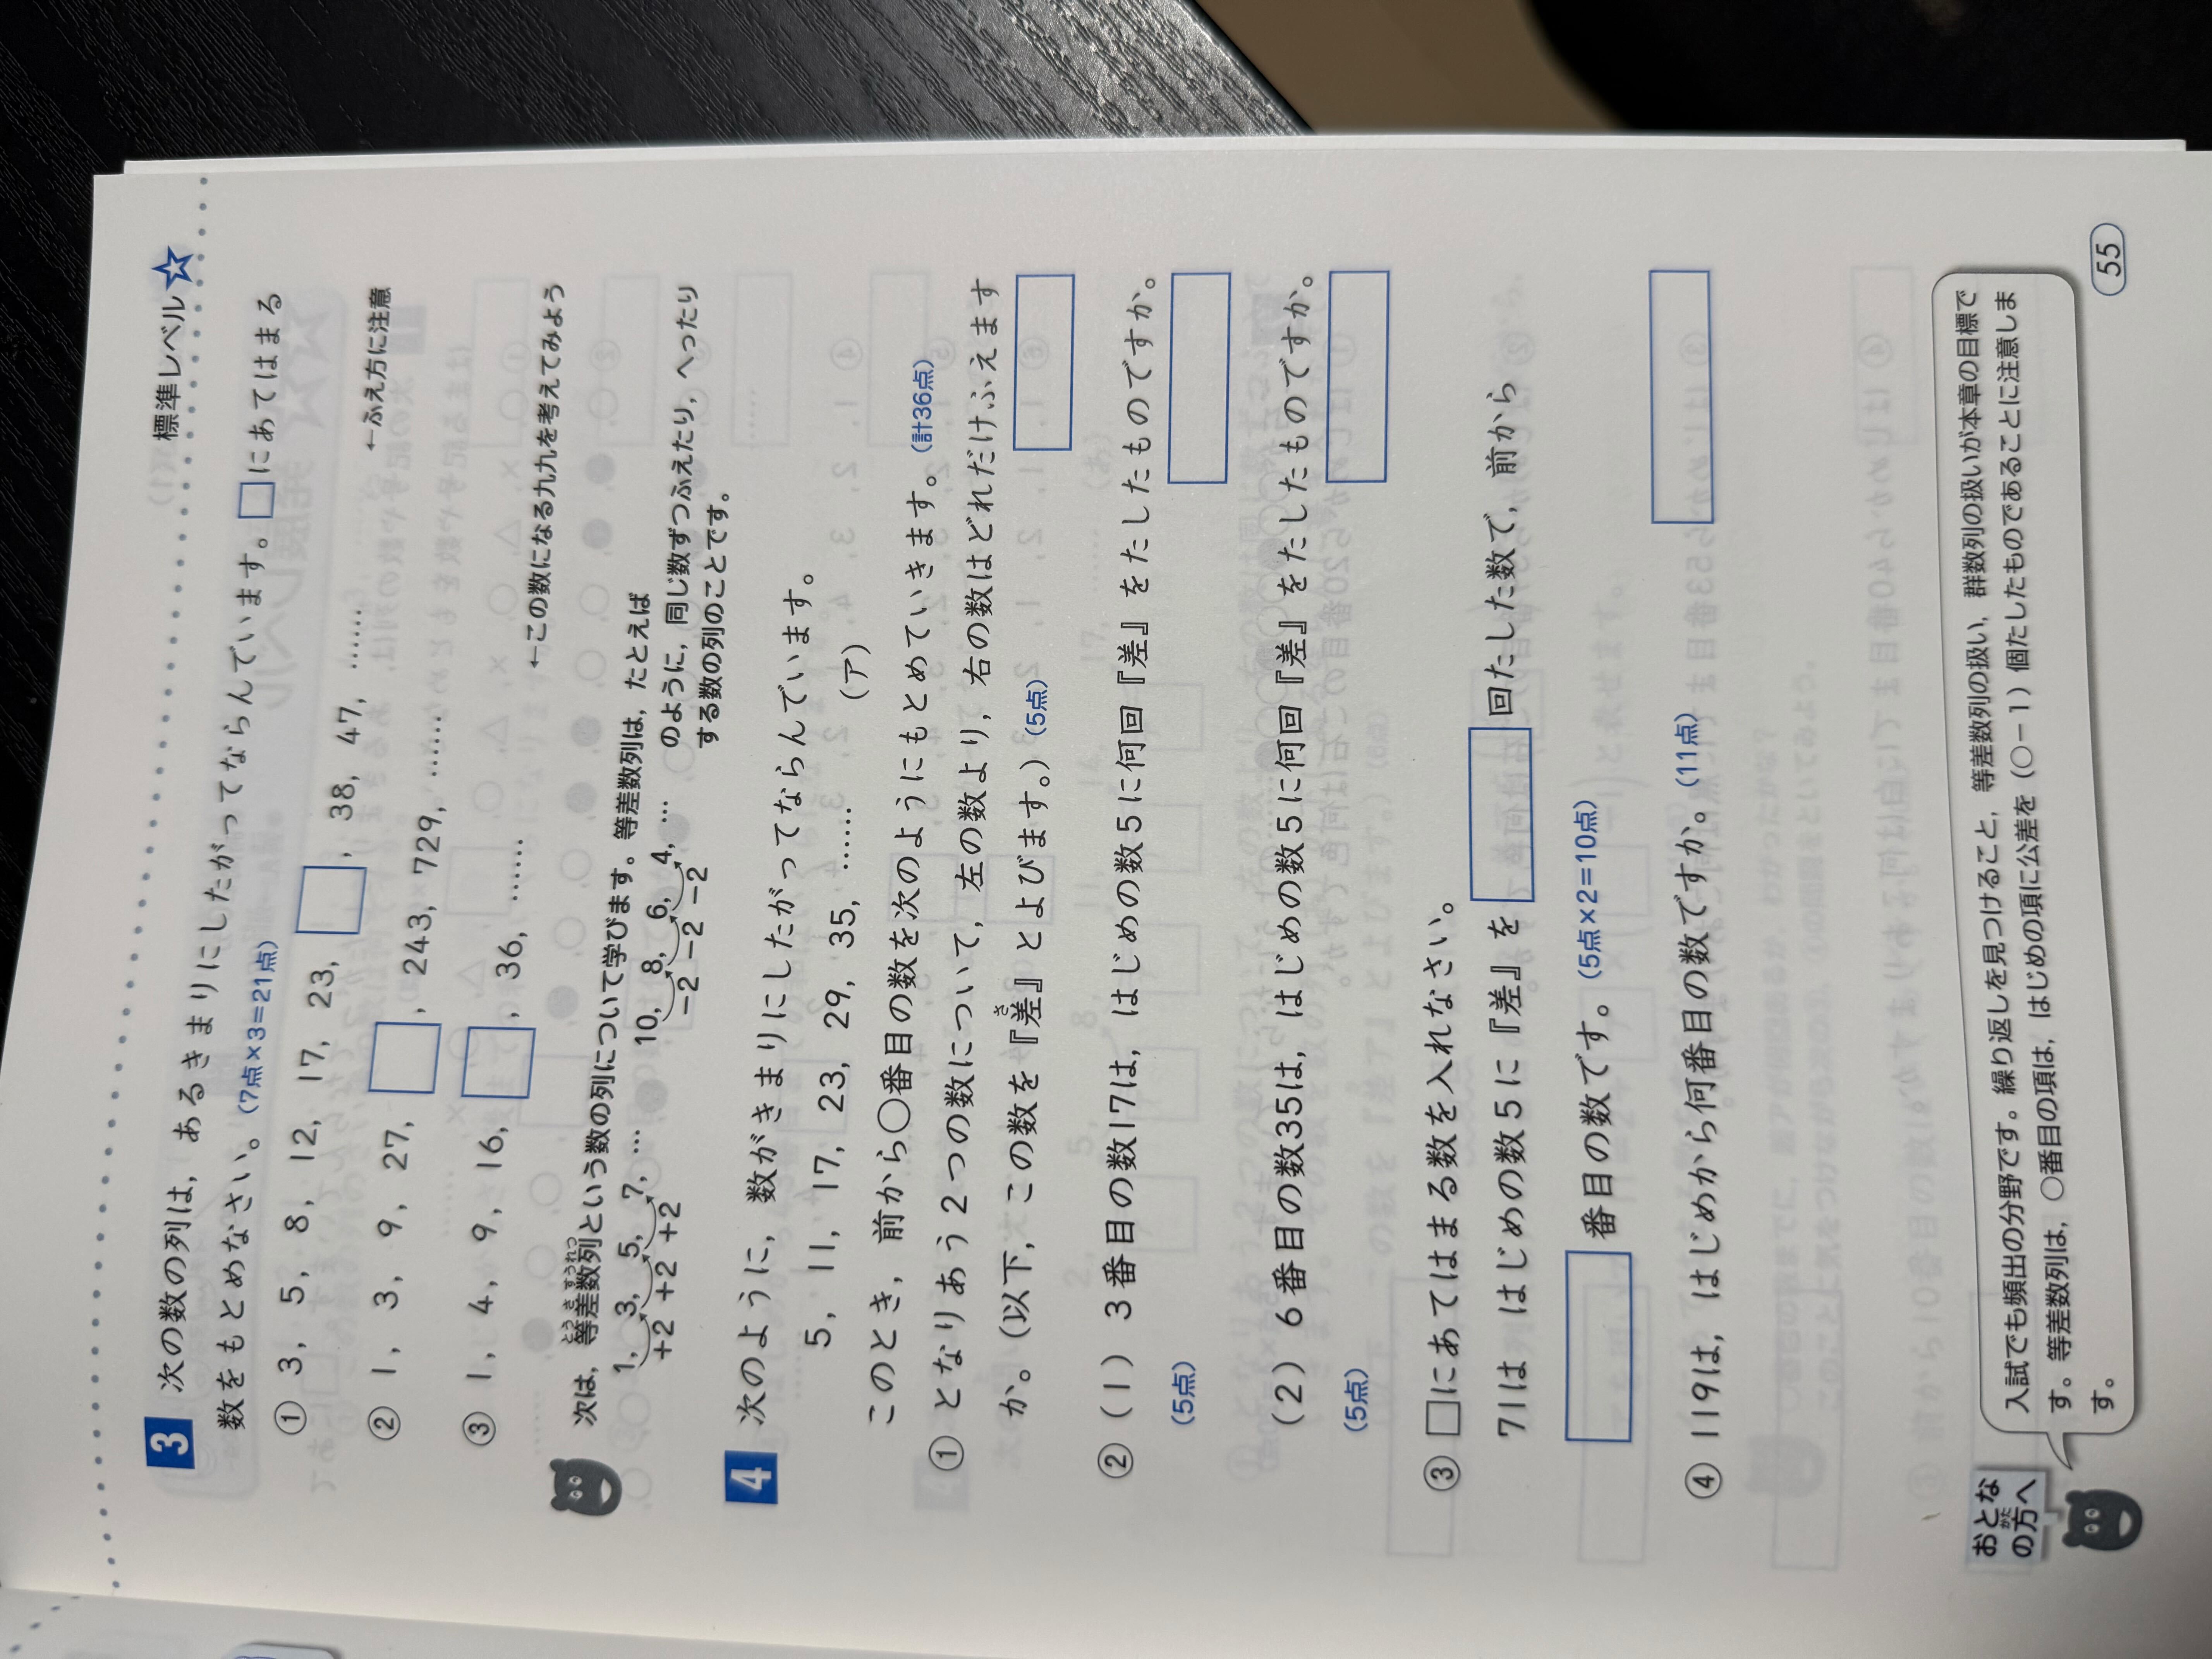 標準レベル☆
3 次の数の列は，あるきまりにしたがってならんでいます。□にあてはまる
数をもとめなさい。（7点×3＝21点）
① 3，5，8，12，17，23，□，38，47，……
←ふえ方に注意
② 1，3，9，27，□，243，729，……
③ 1，4，9，16，□，36，……
←この数になる九九を考えてみよう
次は，等差数列という数の列について学びます。等差数列は，たとえば
とうさすうれつ
1，3，5，7，… 10，8，6，4，…
+2 +2 +2 −2 −2 −2
のように，同じ数ずつふえたり，へったり
する数の列のことです。
4 次のように，数がきまりにしたがってならんでいます。
5，11，17，23，29，35，…… （ア）
このとき，前から○番目の数を次のようにもとめていきます。（計36点）
① となりあう2つの数について，左の数より，右の数はどれだけふえます
か。（以下，この数を『差』とよびます。）（5点）
さ
② （1） 3番目の数17は，はじめの数5に何回『差』をたしたものですか。
（5点）
（2） 6番目の数35は，はじめの数5に何回『差』をたしたものですか。
（5点）
③ □にあてはまる数を入れなさい。
71は はじめの数5に『差』を□回たした数で，前から
□番目の数です。（5点×2＝10点）
④ 119は，はじめから何番目の数ですか。（11点）
おとなの方へ
かた
入試でも頻出の分野です。繰り返しを見つけること，等差数列の扱い，群数列の扱いが本章の目標で
す。等差数列は，○番目の項は，はじめの項に公差を（○−1）個たしたものであることに注意しま
す。
55